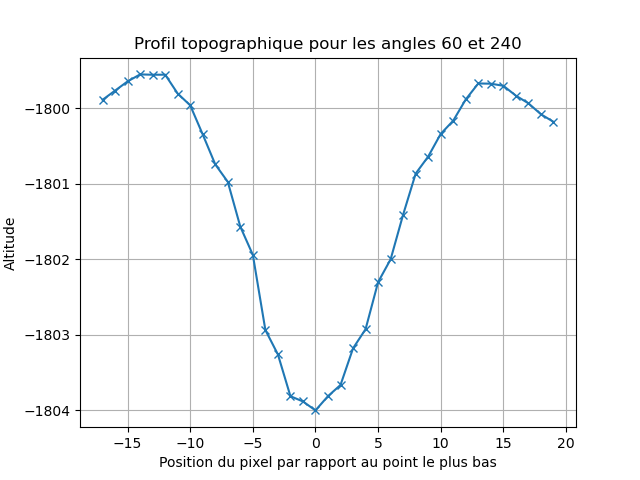 Profil topographique pour les angles 60 et 240
Altitude
−1800
−1801
−1802
−1803
−1804
−15 −10 −5 0 5 10 15 20
Position du pixel par rapport au point le plus bas